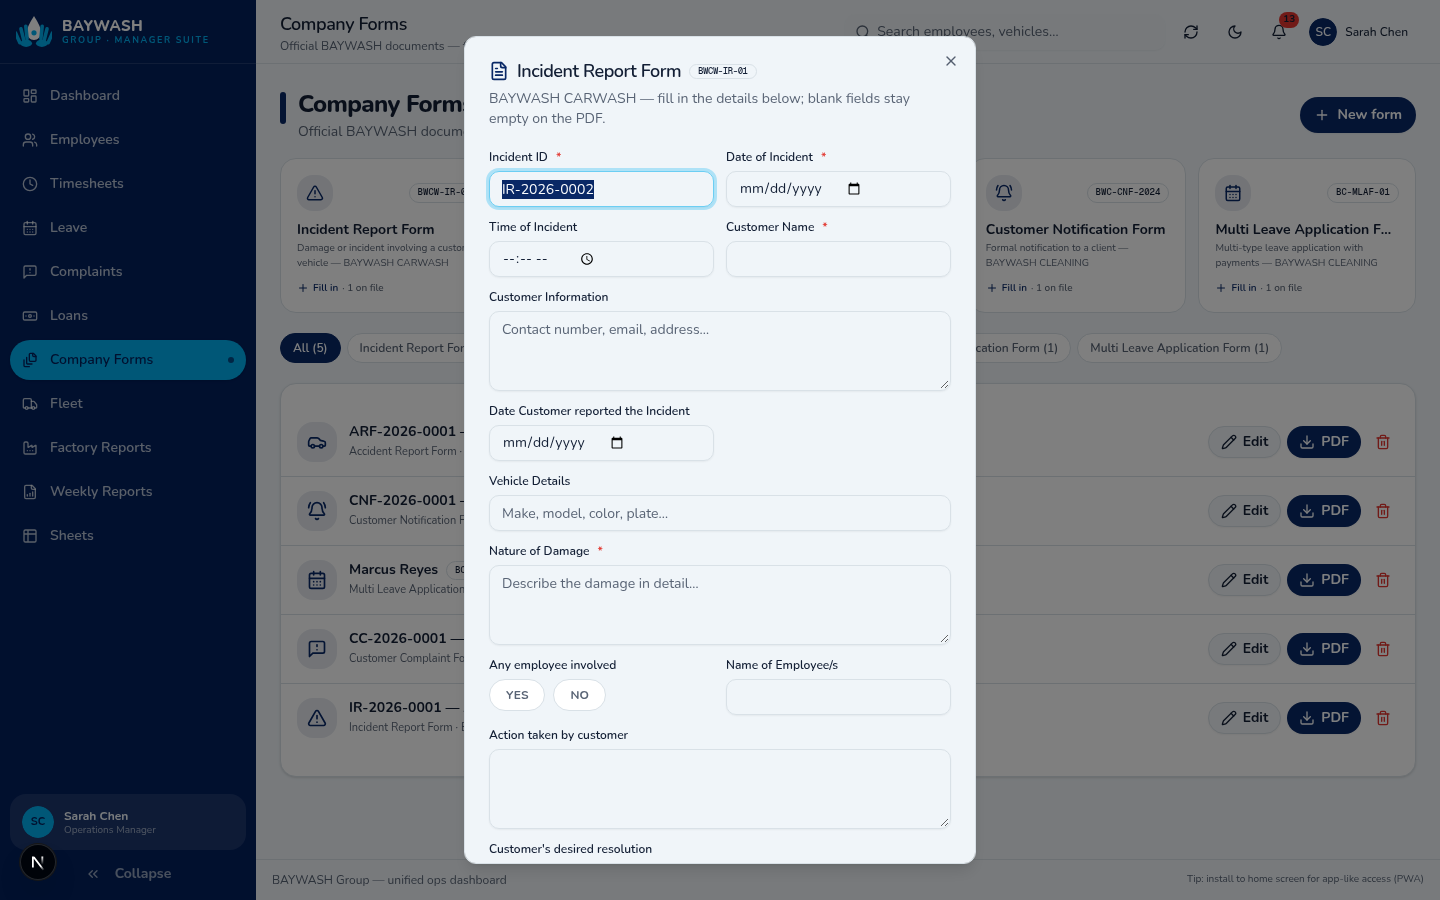 BAYWASH
GROUP · MANAGER SUITE
Dashboard
Employees
Timesheets
Leave
Complaints
Loans
Company Forms
Fleet
Factory Reports
Weekly Reports
Sheets
SC
Sarah Chen
Operations Manager
N
Collapse
Company Forms
Official BAYWASH documents —
Search employees, vehicles...
13
SC
Sarah Chen
Company Forms
Official BAYWASH docum
New form
BWCW-IR-0
Incident Report Form
Damage or incident involving a custo
vehicle — BAYWASH CARWASH
Fill in · 1 on file
BWC-CNF-2024
Customer Notification Form
Formal notification to a client —
BAYWASH CLEANING
Fill in · 1 on file
BC-MLAF-01
Multi Leave Application F...
Multi-type leave application with
payments — BAYWASH CLEANING
Fill in · 1 on file
All (5)
Incident Report For
cation Form (1)
Multi Leave Application Form (1)
ARF-2026-0001 -
Accident Report Form ·
Edit
PDF
CNF-2026-0001 -
Customer Notification F
Edit
PDF
Marcus Reyes
BC
Multi Leave Application
Edit
PDF
CC-2026-0001 —
Customer Complaint Fo
Edit
PDF
IR-2026-0001 —
Incident Report Form · B
Edit
PDF
Incident Report Form
BWCW-IR-01
BAYWASH CARWASH — fill in the details below; blank fields stay
empty on the PDF.
Incident ID *
IR-2026-0002
Date of Incident *
mm/dd/yyyy
Time of Incident
--:-- --
Customer Name *
Customer Information
Contact number, email, address...
Date Customer reported the Incident
mm/dd/yyyy
Vehicle Details
Make, model, color, plate...
Nature of Damage *
Describe the damage in detail...
Any employee involved
YES
NO
Name of Employee/s
Action taken by customer
Customer's desired resolution
BAYWASH Group — unified ops dashboard
Tip: install to home screen for app-like access (PWA)